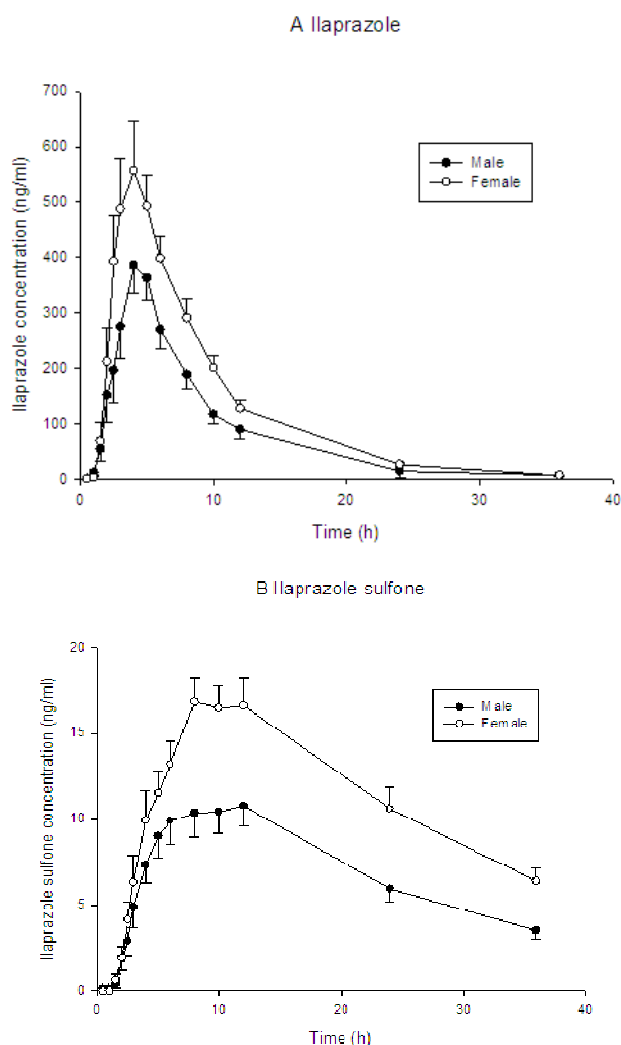 A Ilaprazole
700
600
500
400
300
200
100
0
Ilaprazole concentration (ng/ml)
Male
Female
0 10 20 30 40
Time (h)
B Ilaprazole sulfone
20
15
10
5
0
Ilaprazole sulfone concentration (ng/ml)
Male
Female
0 10 20 30 40
Time (h)